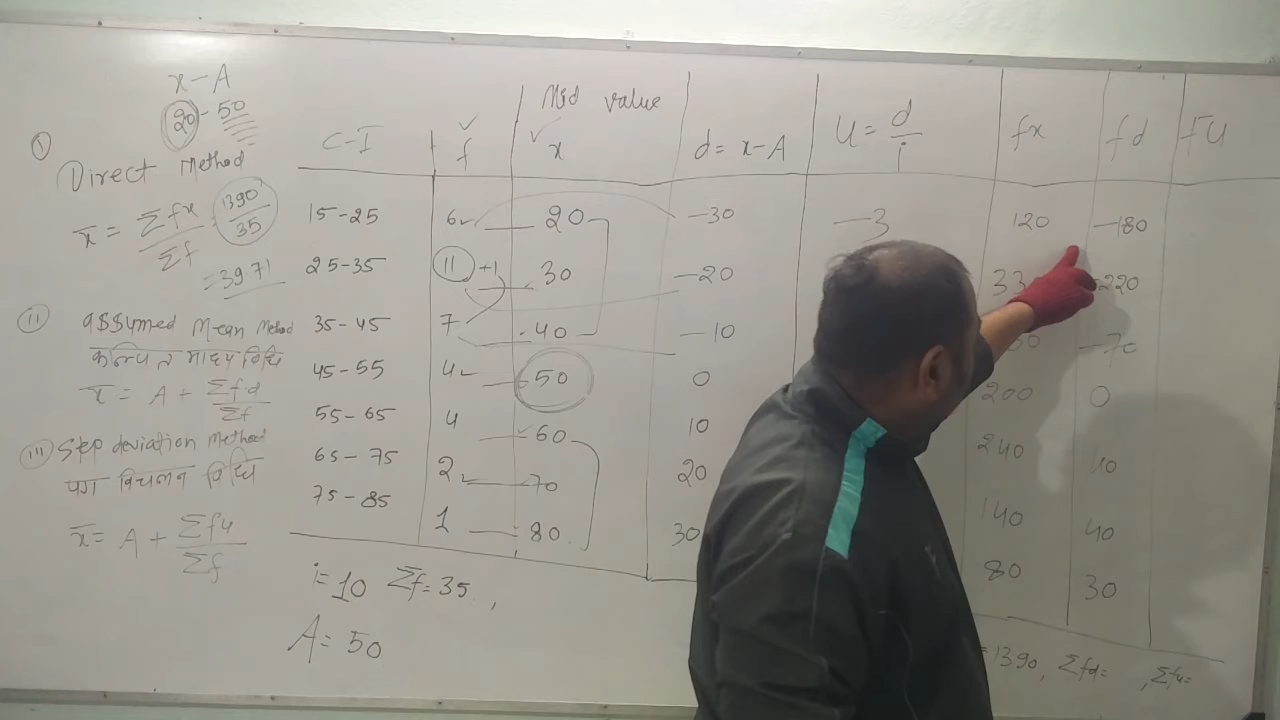 x-A
20-50
I
Direct Method
x̄ = Σfx/Σf = 1390/35
=3971
II
assumed Mean Method
कल्पित माध्य विधि
x̄ = A + Σfd/Σf
III Step deviation Method
पग विचलन विधि
x̄ = A + Σfu/Σf
Mid value
C-I f x d=x-A U=d/i fx fd FU
15-25 6 20 -30 -3 120 -180
25-35 11 +1 30 -20 33 -220
35-45 7 40 -10 80 -70
45-55 4 50 0 200 0
55-65 4 60 10 240 40
65-75 2 70 20 140 40
75-85 1 80 30 80 30
i=10 Σf=35,
A=50
=1390, Σfd= , Σfu=